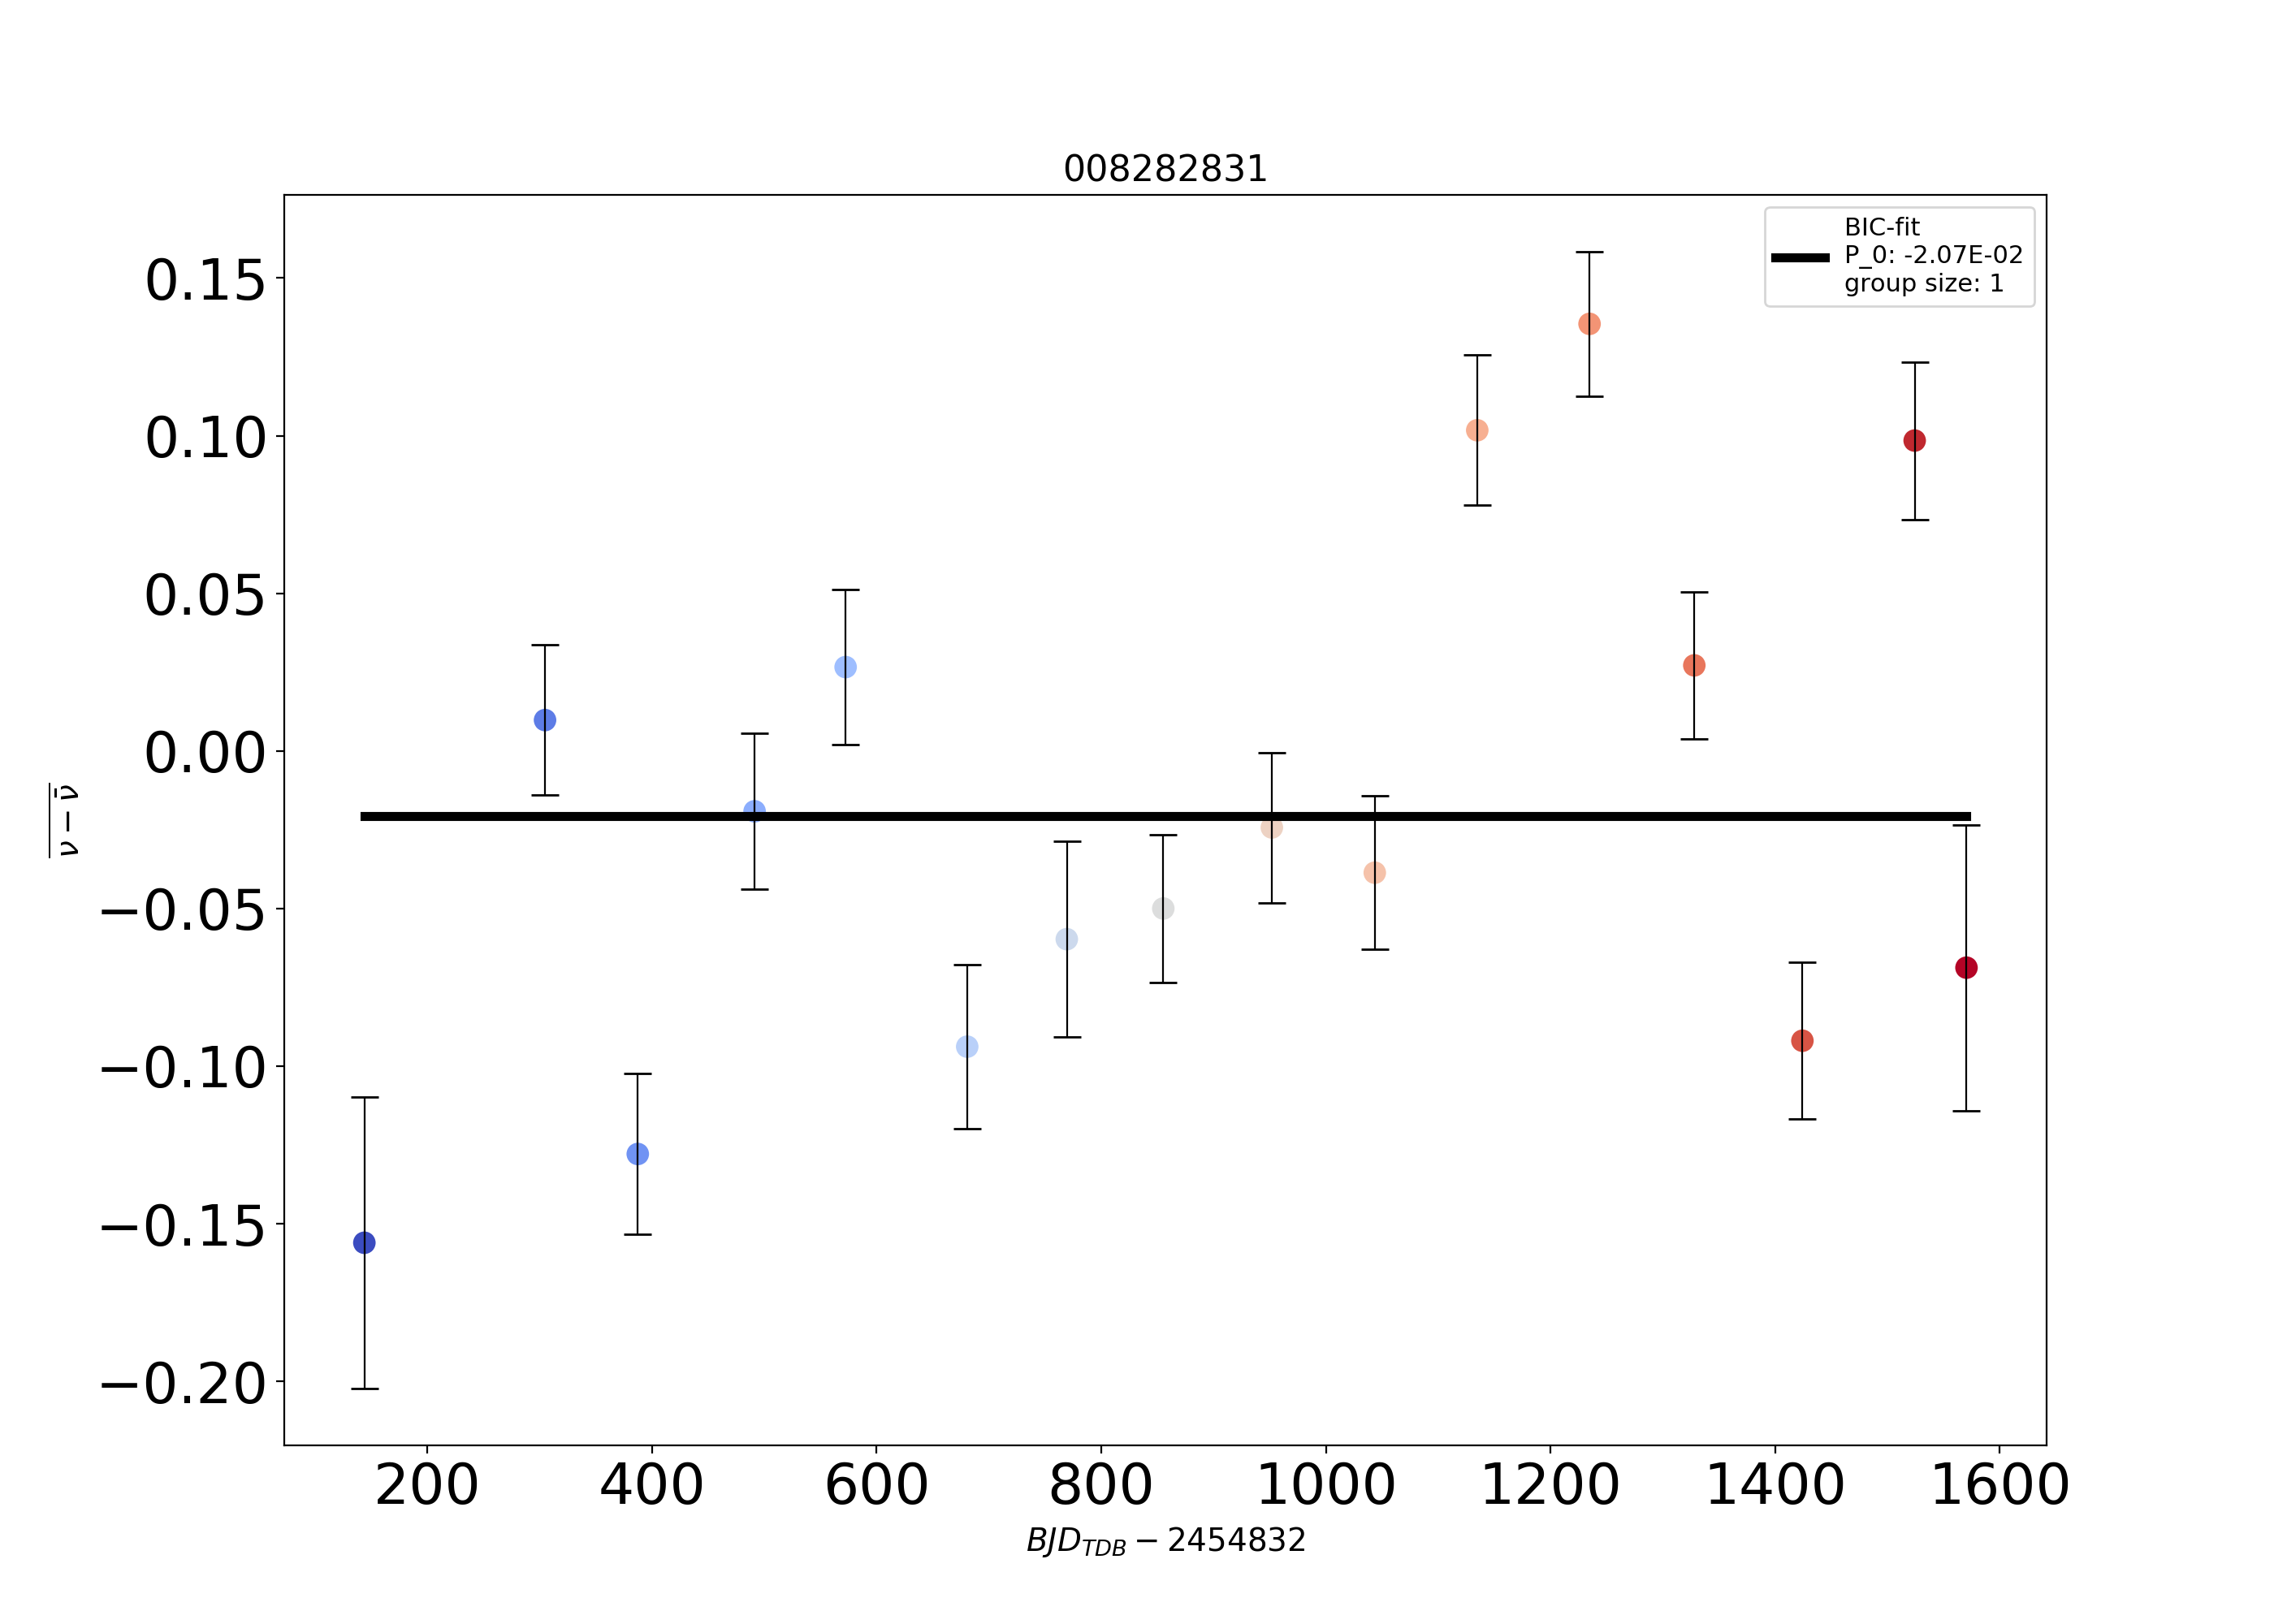 008282831
BIC-fit
P_0: -2.07E-02
group size: 1
0.15
0.10
0.05
0.00
−0.05
−0.10
−0.15
−0.20
ν − ν̄
200 400 600 800 1000 1200 1400 1600
BJD_TDB − 2454832